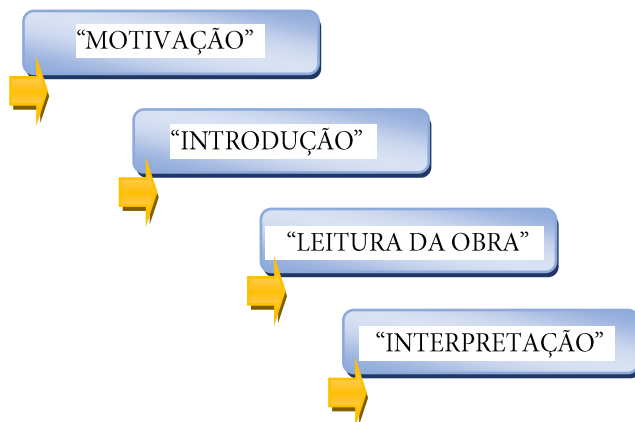 “MOTIVAÇÃO”
“INTRODUÇÃO”
“LEITURA DA OBRA”
“INTERPRETAÇÃO”